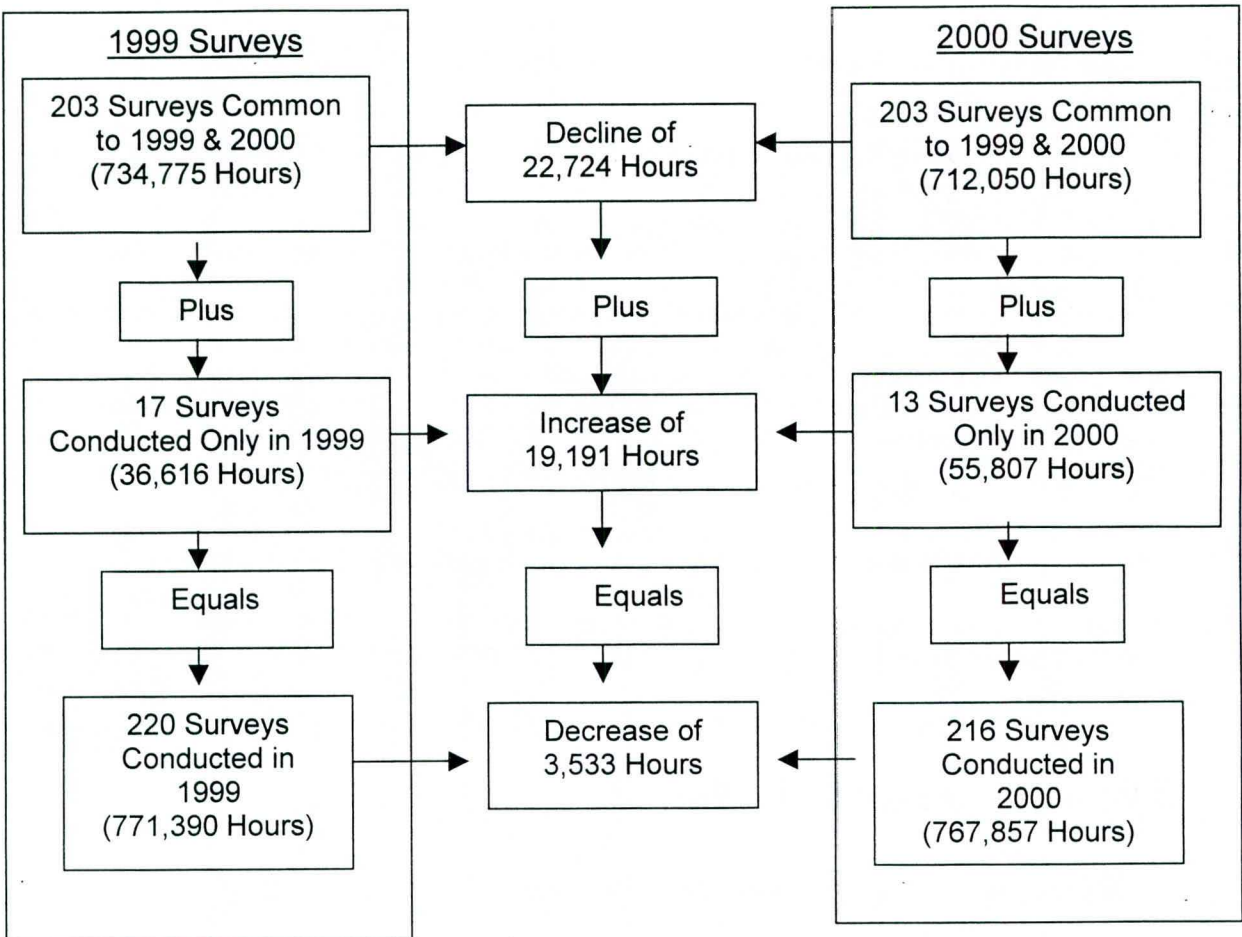 1999 Surveys
203 Surveys Common
to 1999 & 2000
(734,775 Hours)
Plus
17 Surveys
Conducted Only in 1999
(36,616 Hours)
Equals
220 Surveys
Conducted in
1999
(771,390 Hours)
Decline of
22,724 Hours
Plus
Increase of
19,191 Hours
Equals
Decrease of
3,533 Hours
2000 Surveys
203 Surveys Common
to 1999 & 2000
(712,050 Hours)
Plus
13 Surveys Conducted
Only in 2000
(55,807 Hours)
Equals
216 Surveys
Conducted in
2000
(767,857 Hours)